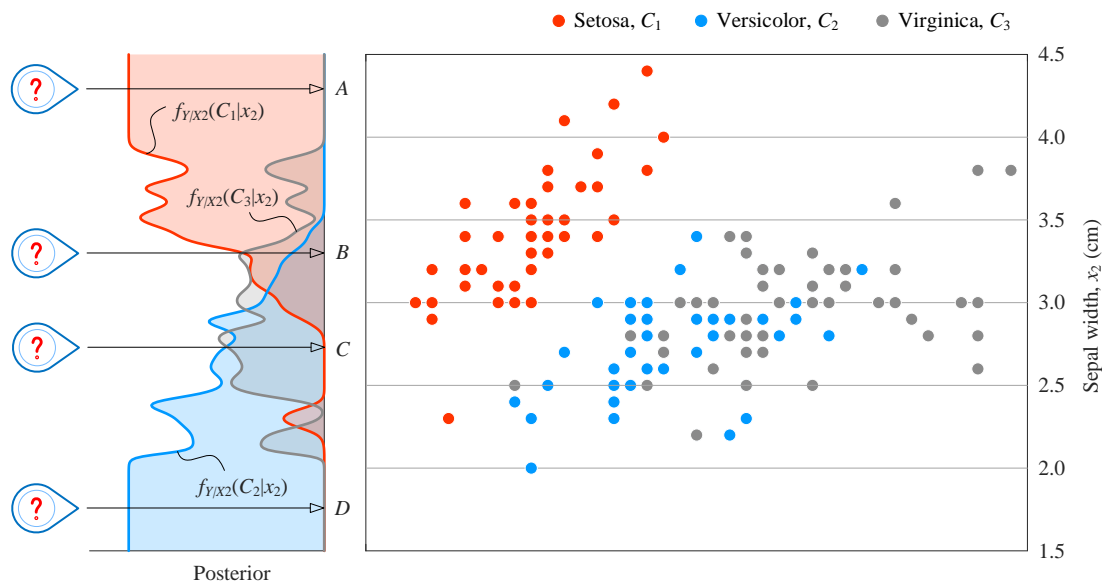 Setosa, C1 Versicolor, C2 Virginica, C3
4.5
? A
fY/X2(C1|x2)
4.0
fY/X2(C3|x2)
3.5
? B
Sepal width, x2 (cm)
3.0
? C
2.5
fY/X2(C2|x2)
2.0
? D
1.5
Posterior